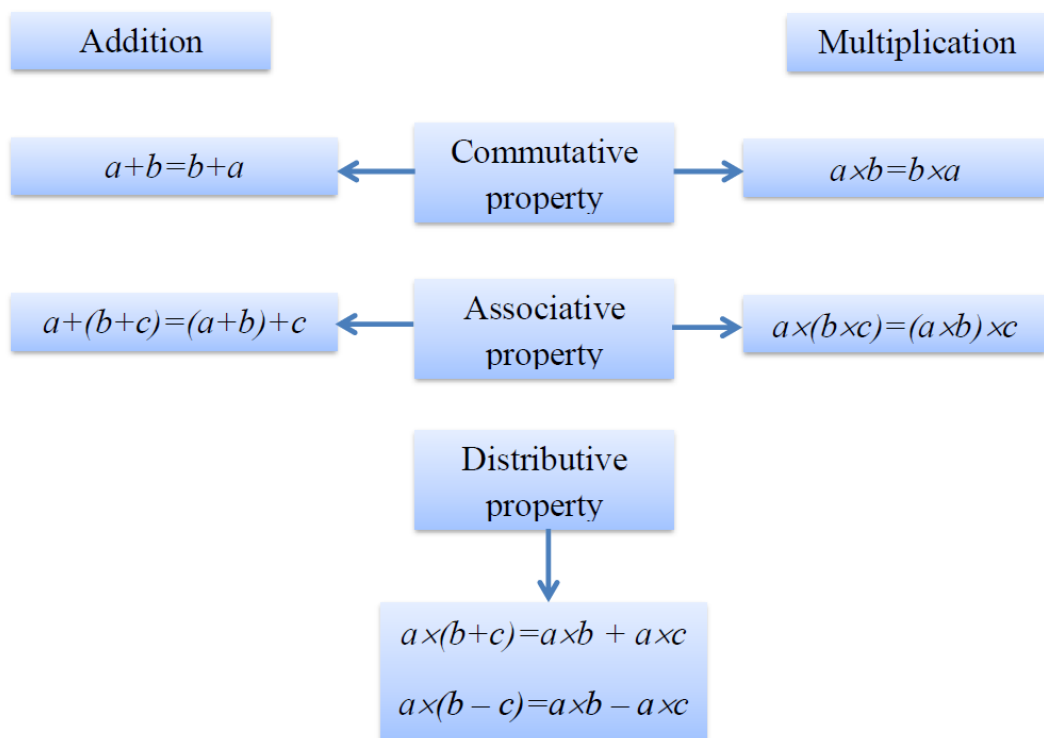 Addition
Multiplication
a+b=b+a
Commutative
property
a×b=b×a
a+(b+c)=(a+b)+c
Associative
property
a×(b×c)=(a×b)×c
Distributive
property
a×(b+c)=a×b + a×c
a×(b – c)=a×b – a×c